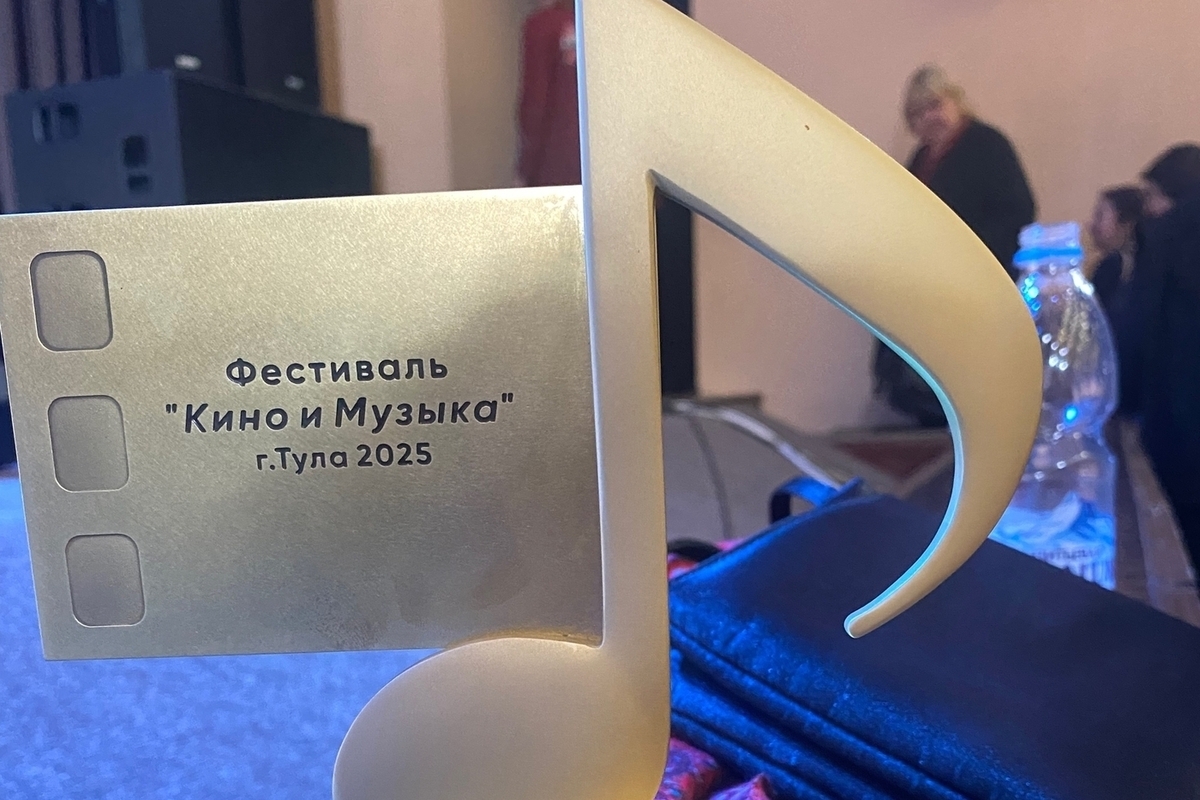 Фестиваль
"Кино и Музыка"
г.Тула 2025